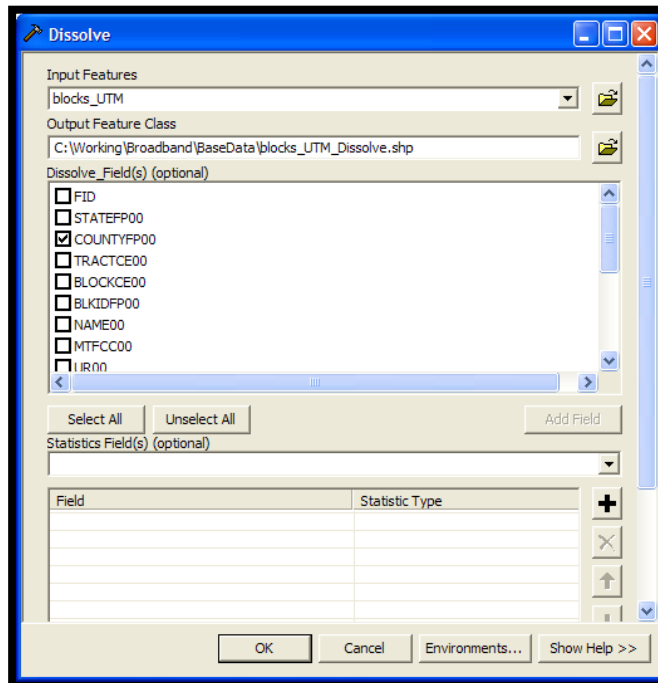 Dissolve
Input Features
blocks_UTM
Output Feature Class
C:\Working\Broadband\BaseData\blocks_UTM_Dissolve.shp
Dissolve_Field(s) (optional)
FID
STATEFP00
COUNTYFP00
TRACTCE00
BLOCKCE00
BLKIDFP00
NAME00
MTFCC00
UR00
Select All Unselect All Add Field
Statistics Field(s) (optional)
Field Statistic Type
OK Cancel Environments... Show Help >>